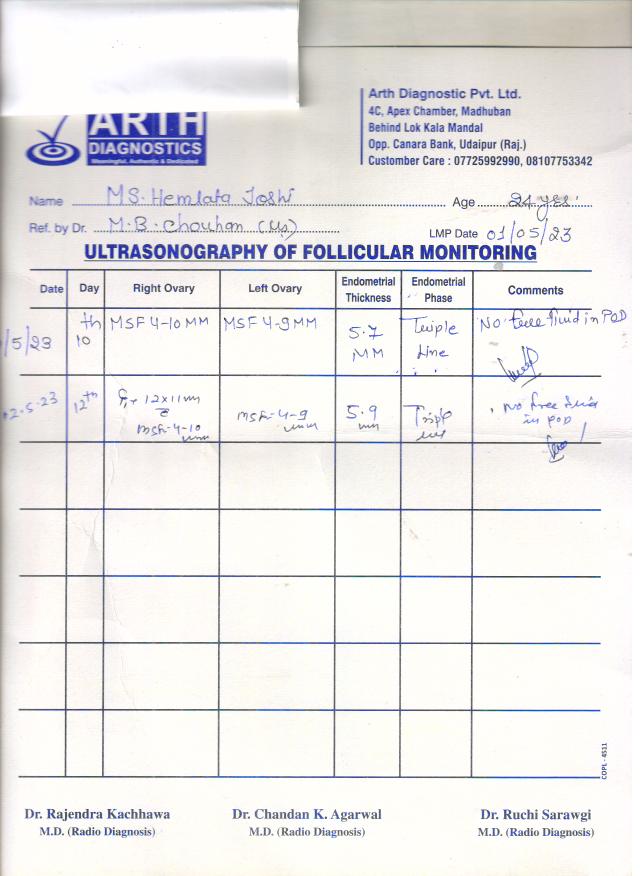 ARTH
DIAGNOSTICS
Meaningful, Authentic & Dedicated
Arth Diagnostic Pvt. Ltd.
4C, Apex Chamber, Madhuban
Behind Lok Kala Mandal
Opp. Canara Bank, Udaipur (Raj.)
Custember Care : 07725992990, 08107753342
Name MS. Hemlata Joshi Age 24 yrs.
Ref. by Dr. M.B. Chouhan LMP Date 01/05/23
ULTRASONOGRAPHY OF FOLLICULAR MONITORING
Date Day Right Ovary Left Ovary Endometrial Thickness Endometrial Phase Comments
/5/23 10th MSF 4-10 MM MSF 4-9 MM 5.7 MM Triple Line No free fluid in POD
12.5.23 12th 12x11mm MSF-4-10 mm MSF-4-9 mm 5.9 mm Triple line No free fluid in POD
COPL - 4511
Dr. Rajendra Kachhawa Dr. Chandan K. Agarwal Dr. Ruchi Sarawgi
M.D. (Radio Diagnosis) M.D. (Radio Diagnosis) M.D. (Radio Diagnosis)